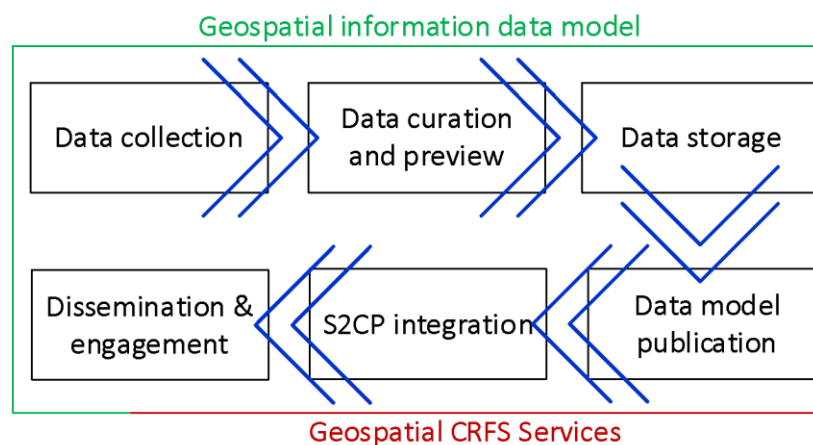 Geospatial information data model
Data collection
Data curation
and preview
Data storage
Dissemination &
engagement
S2CP integration
Data model
publication
Geospatial CRFS Services